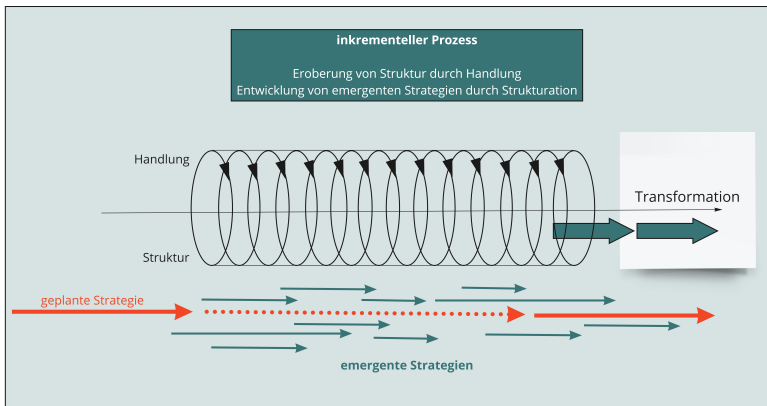 inkrementeller Prozess
Eroberung von Struktur durch Handlung
Entwicklung von emergenten Strategien durch Strukturation
Handlung
Transformation
Struktur
geplante Strategie
emergente Strategien